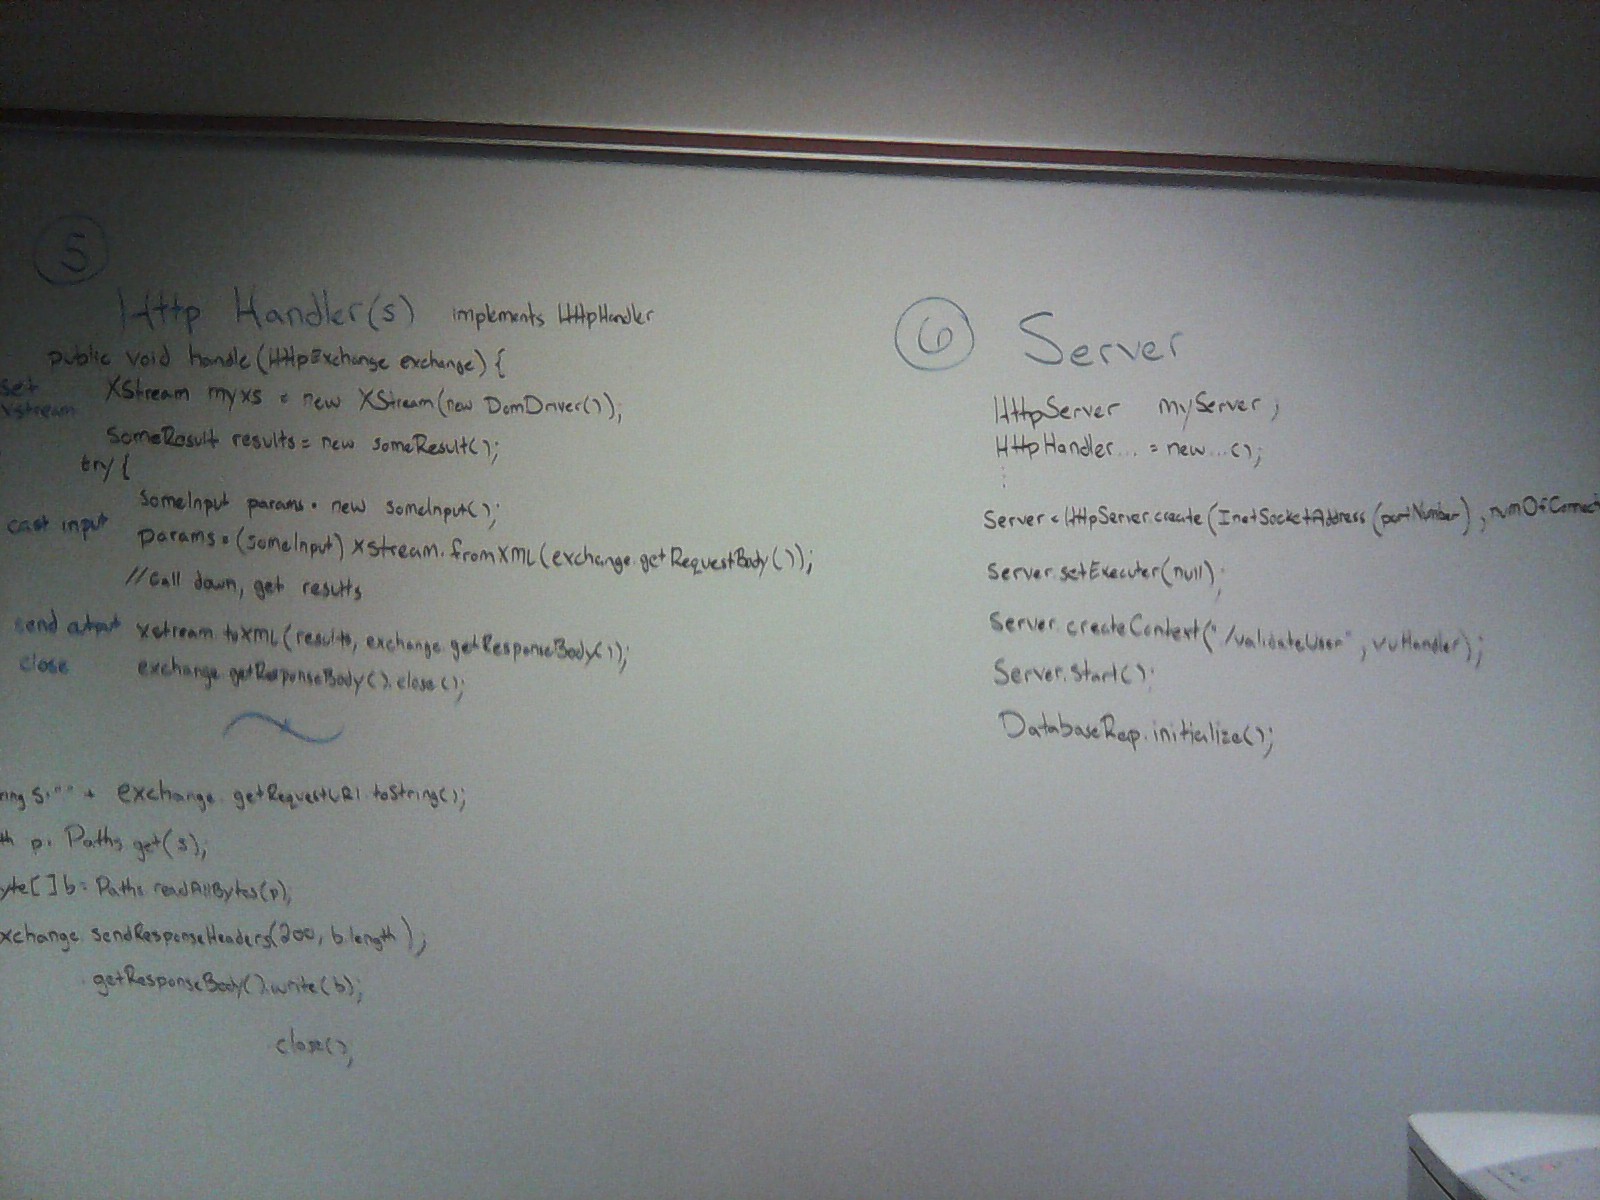 5
Http Handler(s) implements HttpHandler
public void handle(HttpExchange exchange) {
set xstream
XStream myxs = new XStream(new DomDriver());
SomeResult results = new someResult();
try {
someInput params = new someInput();
cast input
params = (someInput) xstream.fromXML(exchange.getRequestBody());
//Call down, get results
send output xstream.toXML(results, exchange.getResponseBody());
close exchange.getResponseBody().close();
ring S="" + exchange.getRequestURI.toString();
th p = Paths.get(s);
yte[] b = Paths.readAllBytes(p);
xchange.sendResponseHeaders(200, b.length);
.getResponseBody().write(b);
close();
6 Server
HttpServer myServer;
HttpHandler... = new...();
Server = HttpServer.create(InetSocketAddress(portNumber), numOfConnect
Server.setExecuter(null);
Server.createContext("/validateUser", vuHandler);
Server.start();
DatabaseRep.initialize();